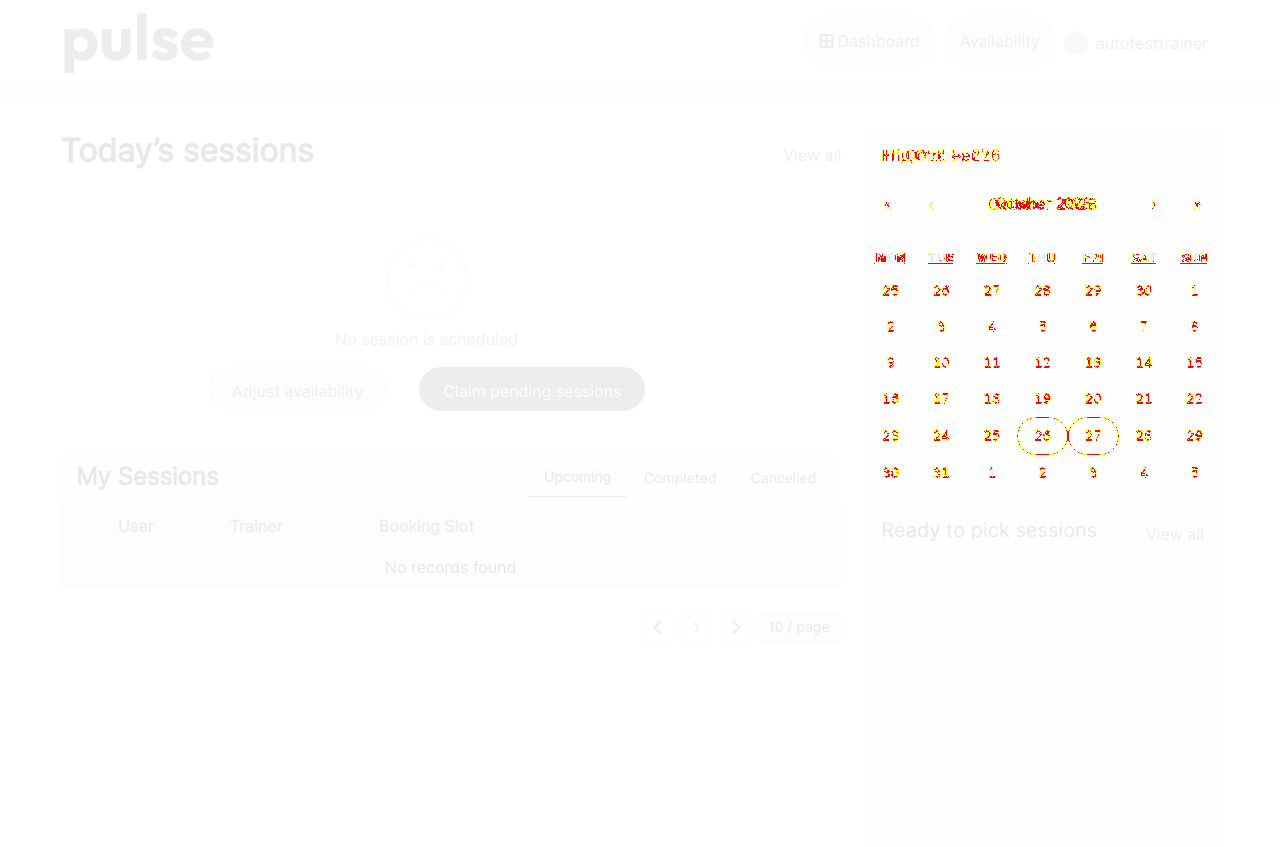 pulse
Dashboard
Availability
autotesttrainer
Today's sessions
View all
« ‹ October › »
MON TUE WED THU FRI SAT SUN
25 26 27 28 29 30 1
2 3 4 5 6 7 8
9 10 11 12 13 14 15
16 17 18 19 20 21 22
23 24 25 26 27 28 29
30 31 1 2 3 4 5
No session is scheduled
Adjust availability
Claim pending sessions
My Sessions
Upcoming
Completed
Cancelled
User Trainer Booking Slot
No records found
1
10 / page
Ready to pick sessions
View all